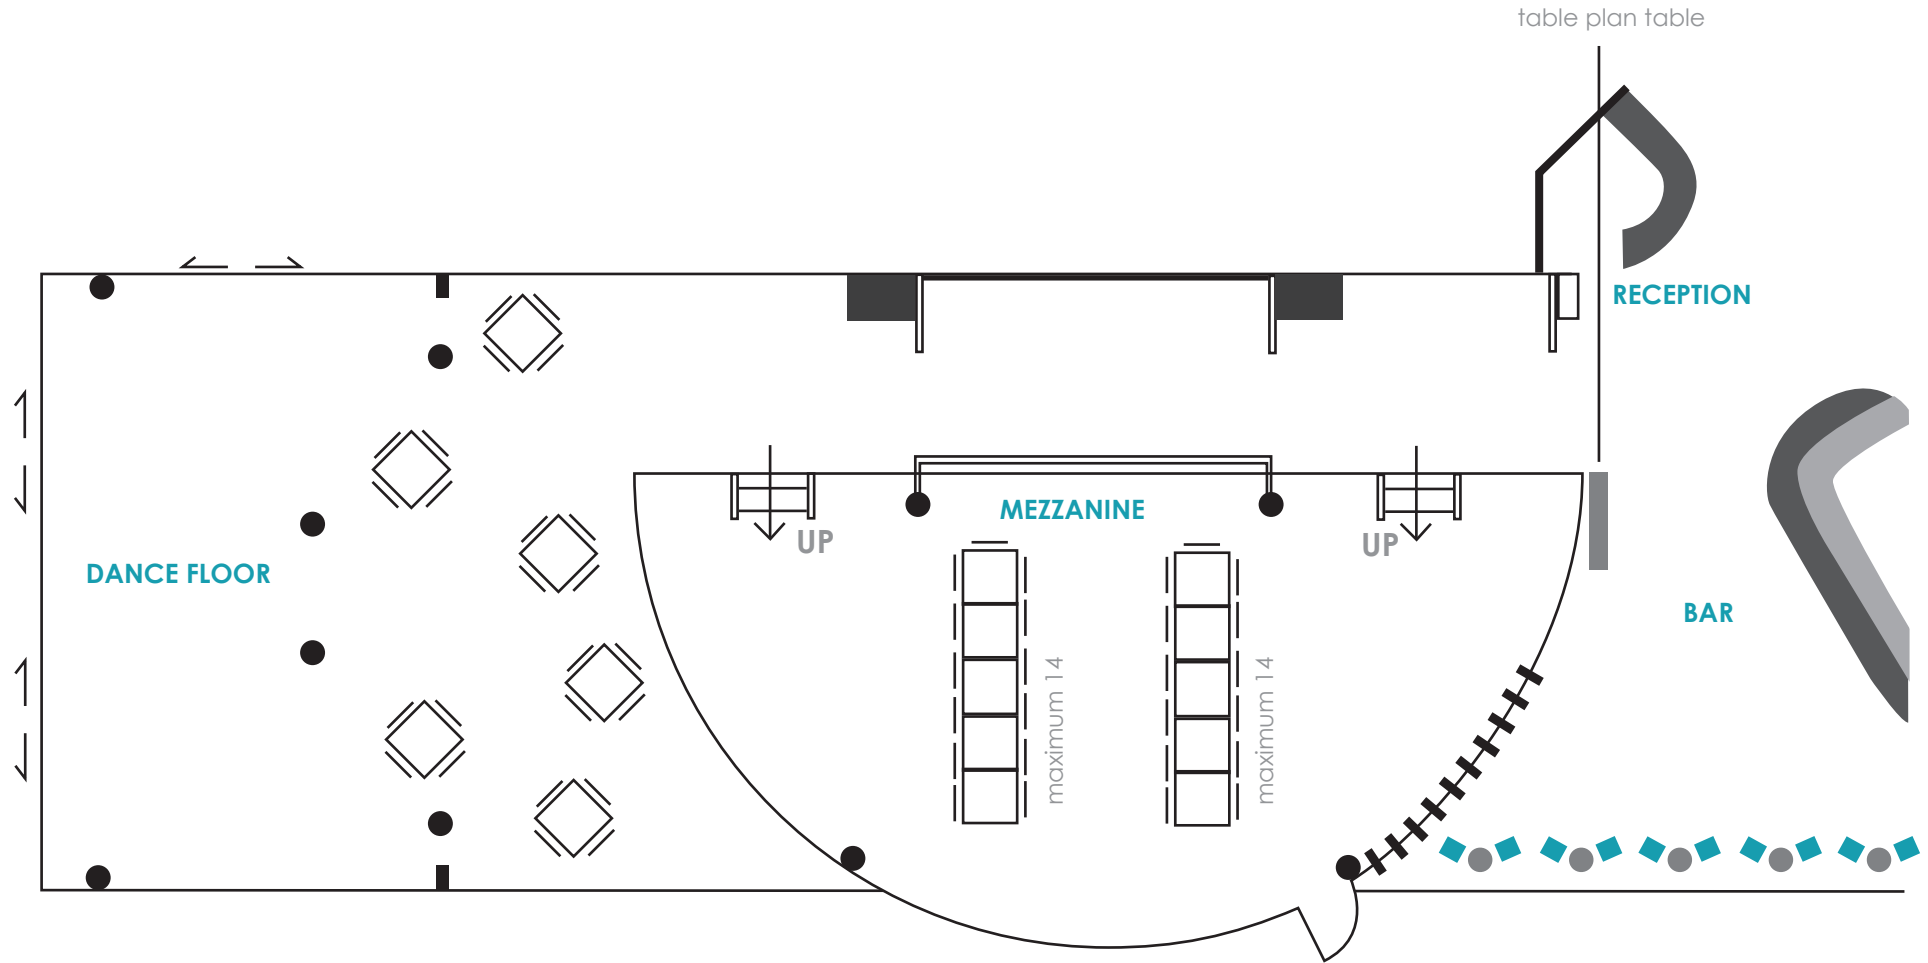 table plan table
RECEPTION
MEZZANINE
UP
UP
DANCE FLOOR
BAR
maximum 14
maximum 14